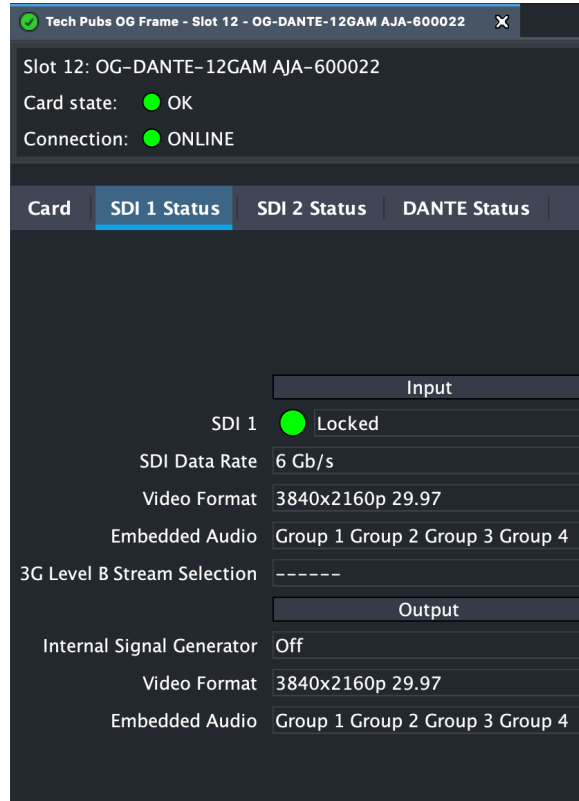 Tech Pubs OG Frame - Slot 12 - OG-DANTE-12GAM AJA-600022 X
Slot 12: OG-DANTE-12GAM AJA-600022
Card state: OK
Connection: ONLINE
Card SDI 1 Status SDI 2 Status DANTE Status
Input
SDI 1 Locked
SDI Data Rate 6 Gb/s
Video Format 3840x2160p 29.97
Embedded Audio Group 1 Group 2 Group 3 Group 4
3G Level B Stream Selection ------
Output
Internal Signal Generator Off
Video Format 3840x2160p 29.97
Embedded Audio Group 1 Group 2 Group 3 Group 4